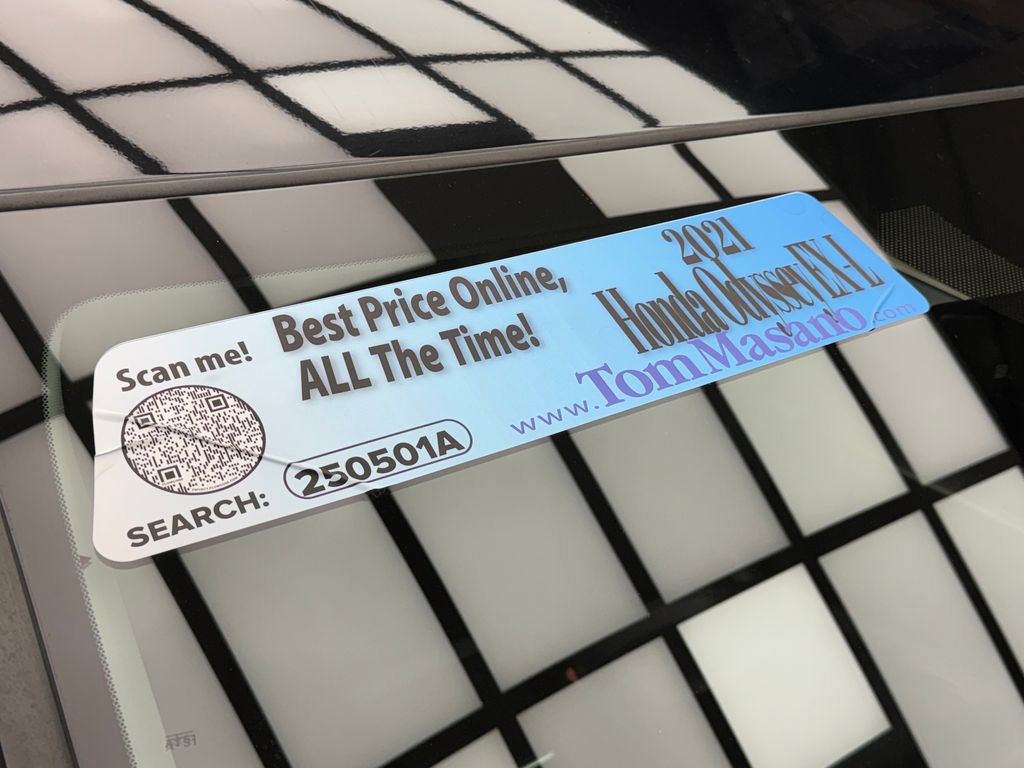 Scan me!
SEARCH:
250501A
Best Price Online,
ALL The Time!
2021
Honda Odyssey EX-L
www.TomMasano.com